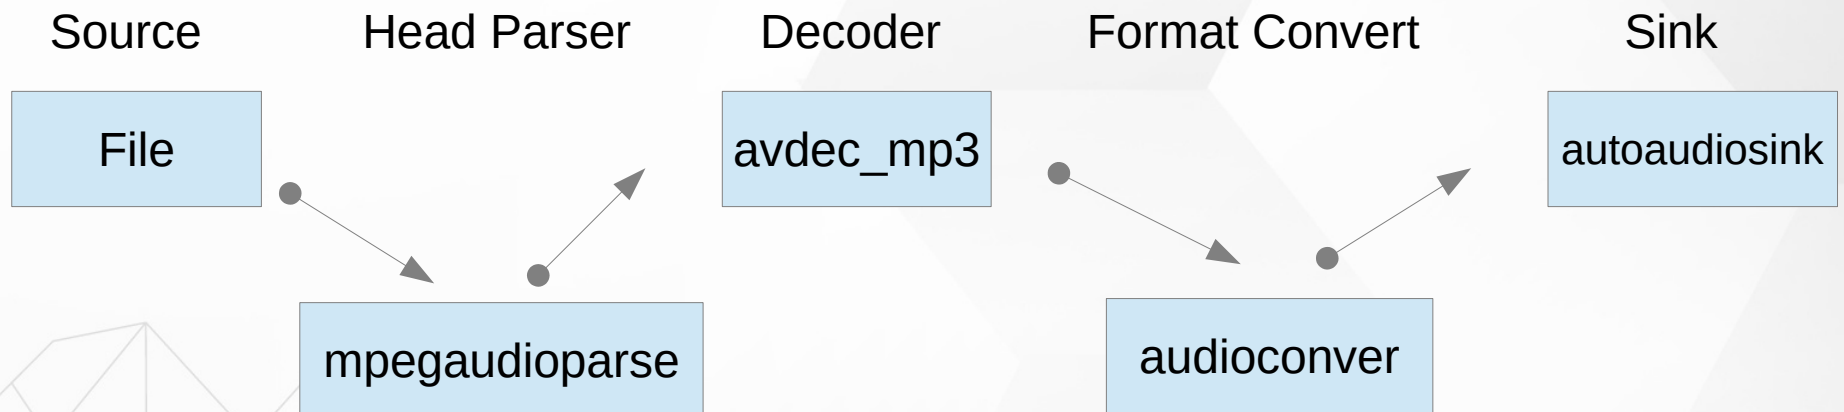 Source
Head Parser
Decoder
Format Convert
Sink
File
avdec_mp3
autoaudiosink
mpegaudioparse
audioconver